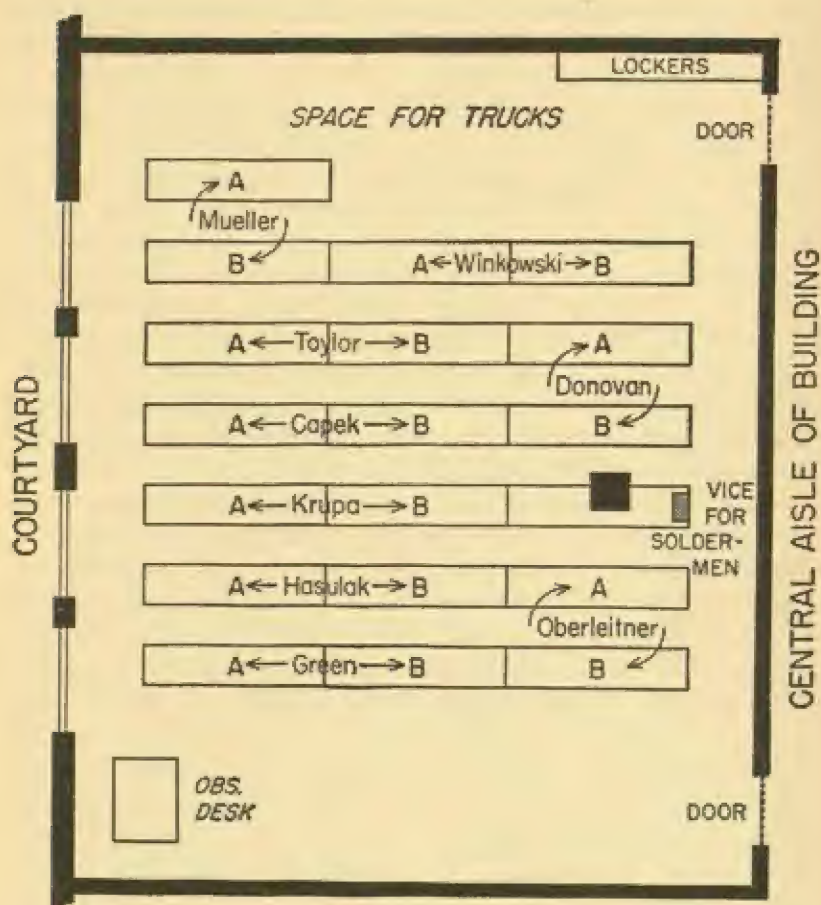 LOCKERS
SPACE FOR TRUCKS
DOOR
A
Mueller
B
A Winkowski B
A Taylor B
A
Donovan
A Capek B
B
A Krupa B
VICE
FOR
SOLDER-
MEN
A Hasulak B
A
Oberleitner
A Green B
B
OBS.
DESK
DOOR
COURTYARD
CENTRAL AISLE OF BUILDING